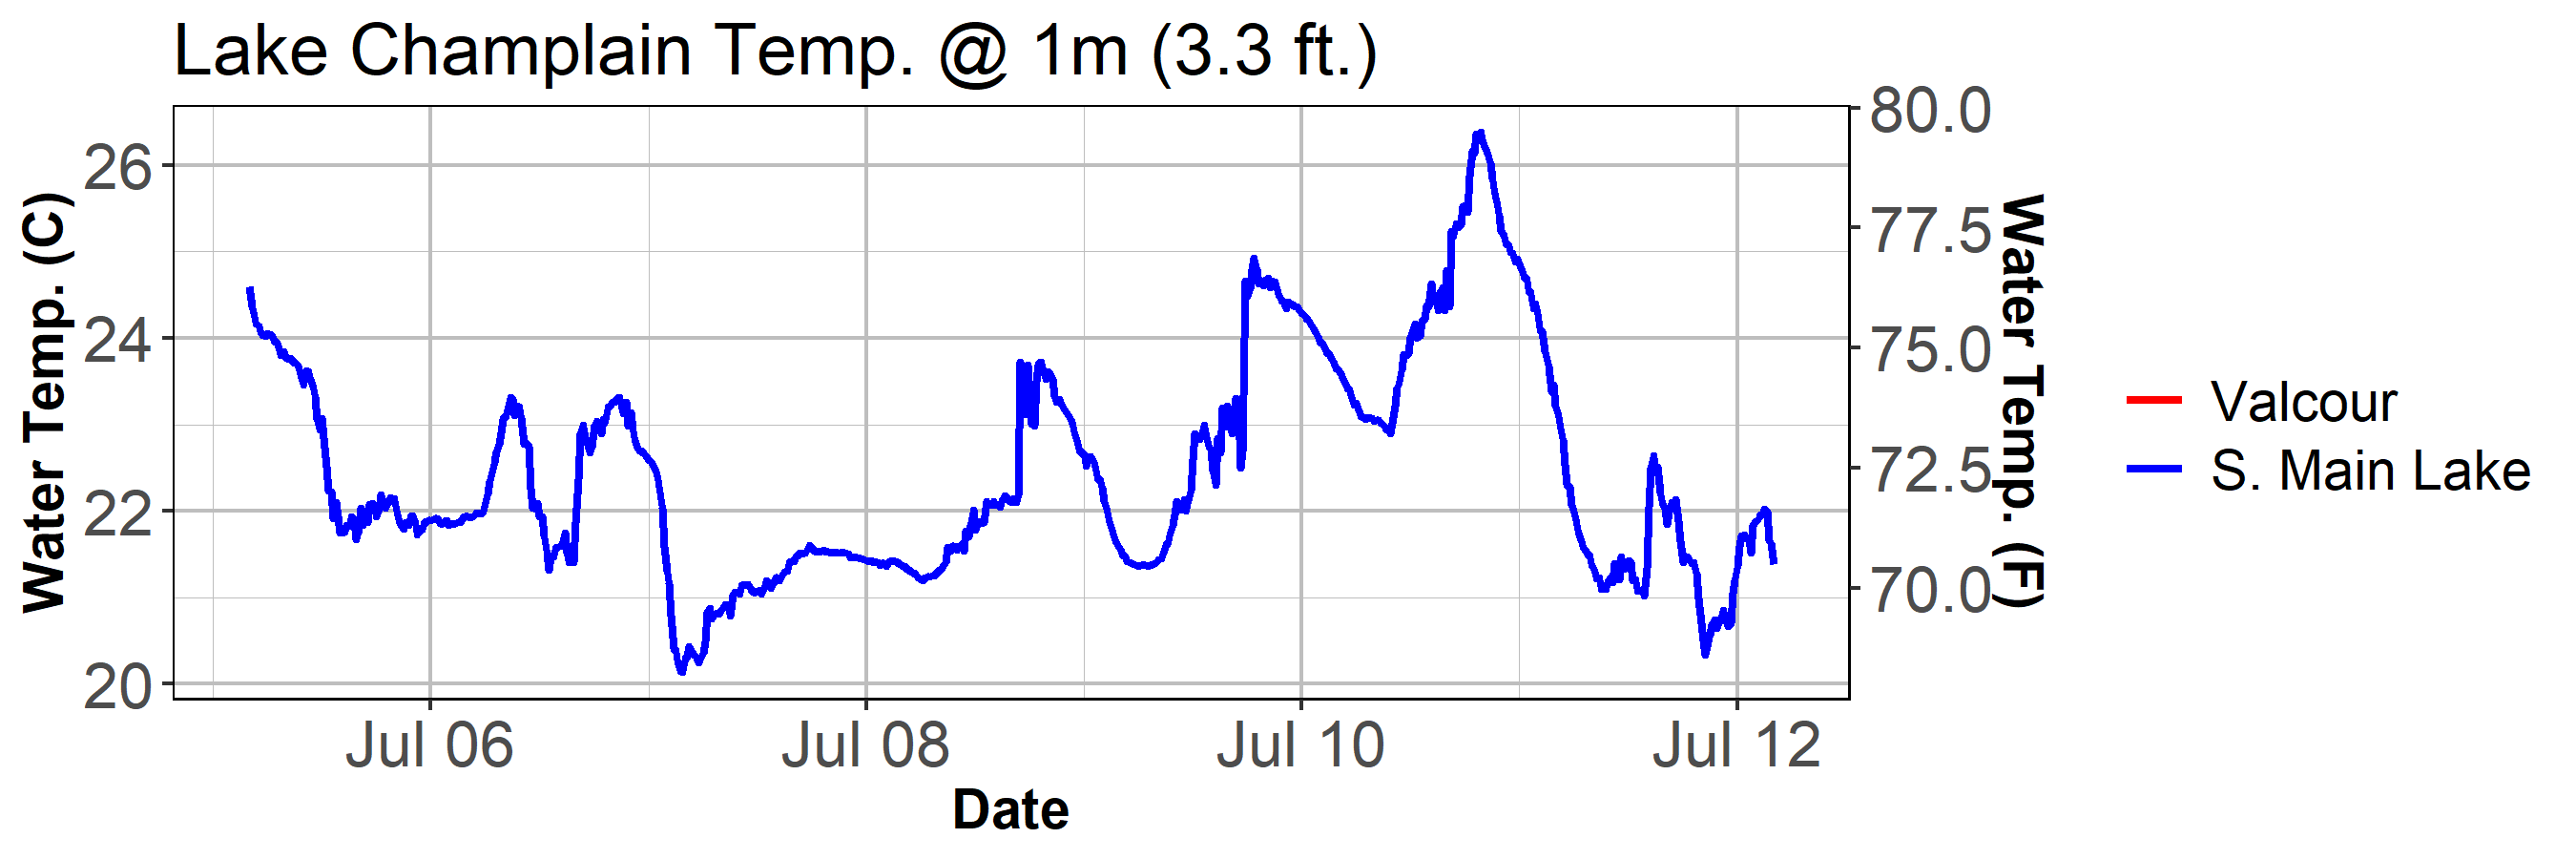 Lake Champlain Temp. @ 1m (3.3 ft.)
Water Temp. (C)
26
24
22
20
80.0
77.5
75.0
72.5
70.0
Water Temp. (F)
Jul 06
Jul 08
Jul 10
Jul 12
Date
Valcour
S. Main Lake